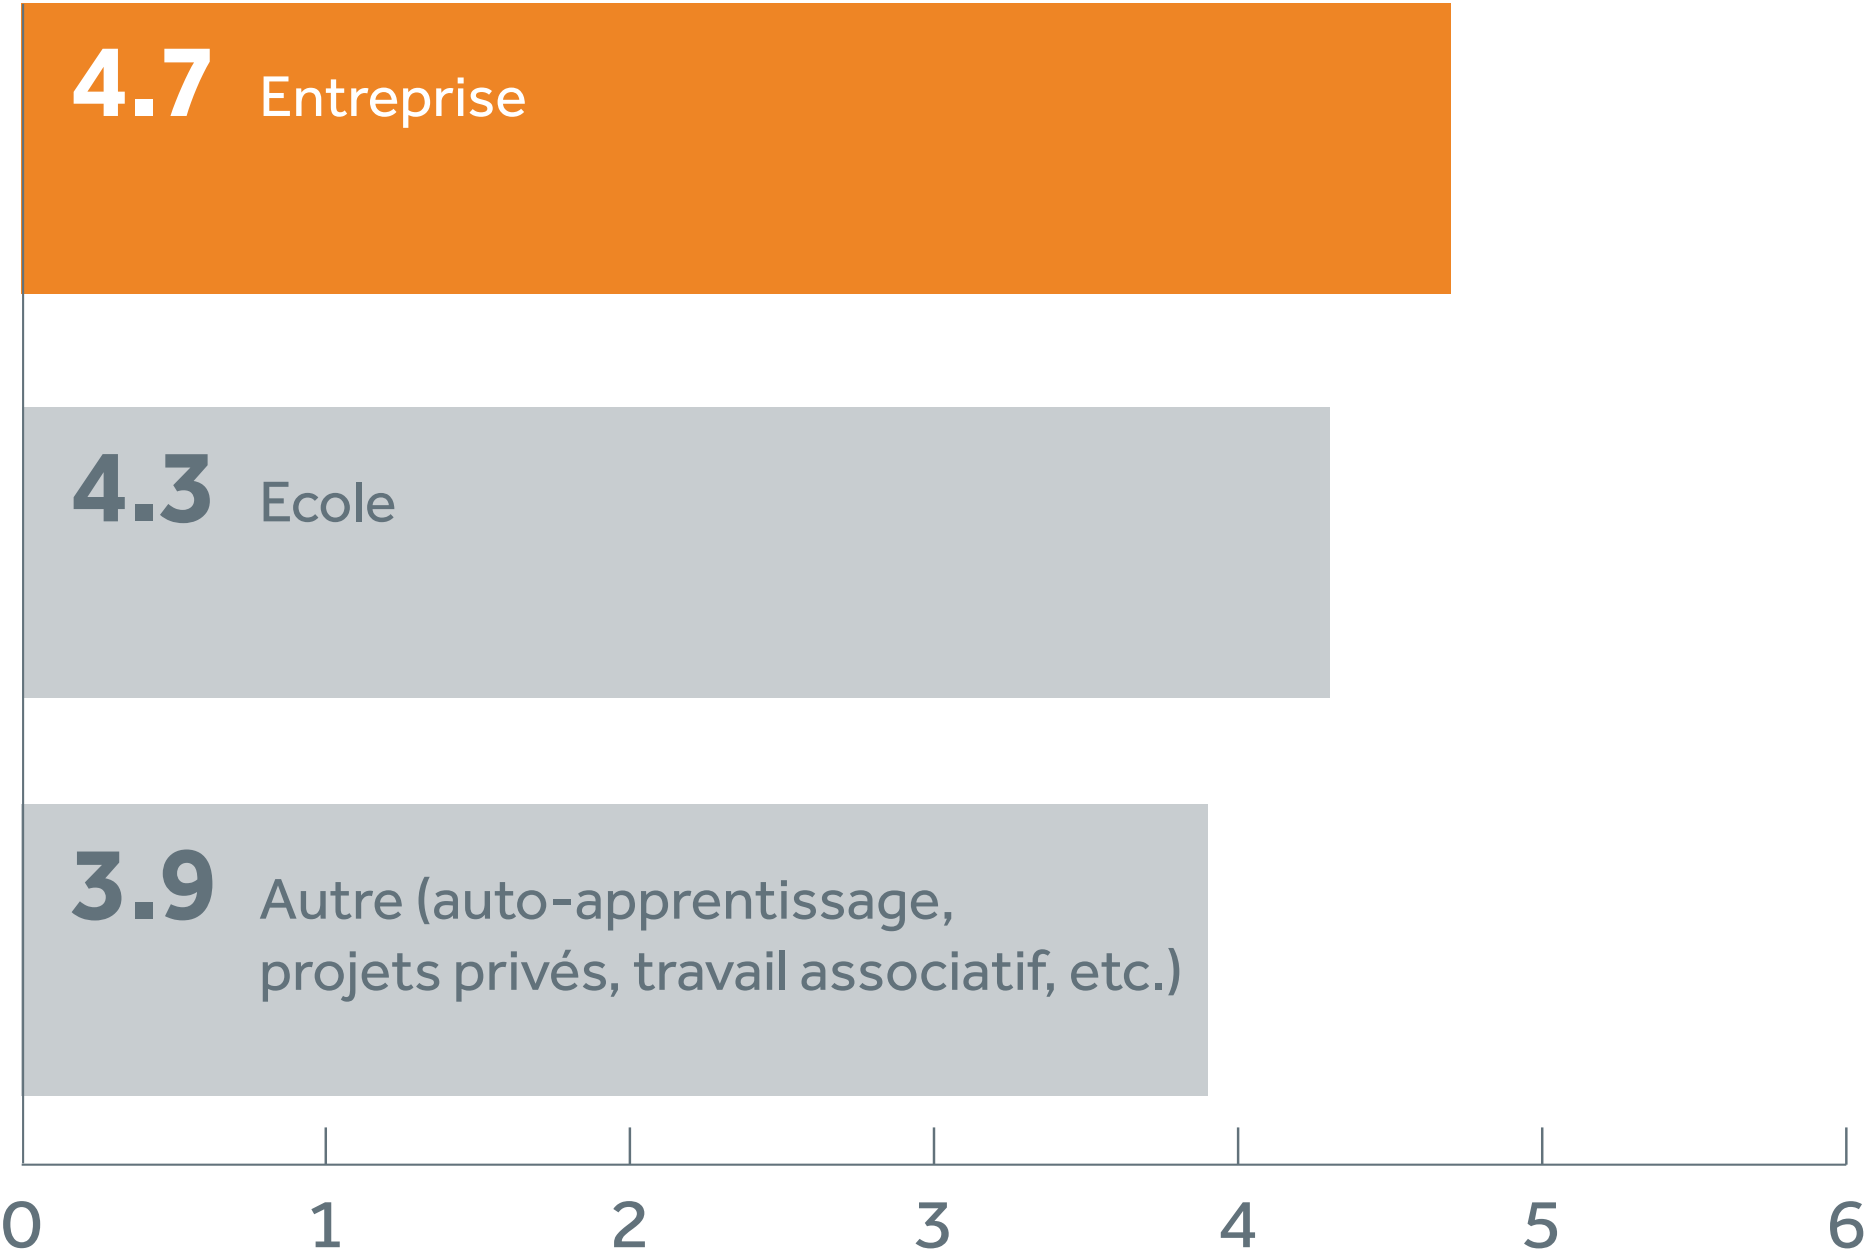 4.7 Entreprise
4.3 Ecole
3.9 Autre (auto-apprentissage,
projets privés, travail associatif, etc.)
0 1 2 3 4 5 6